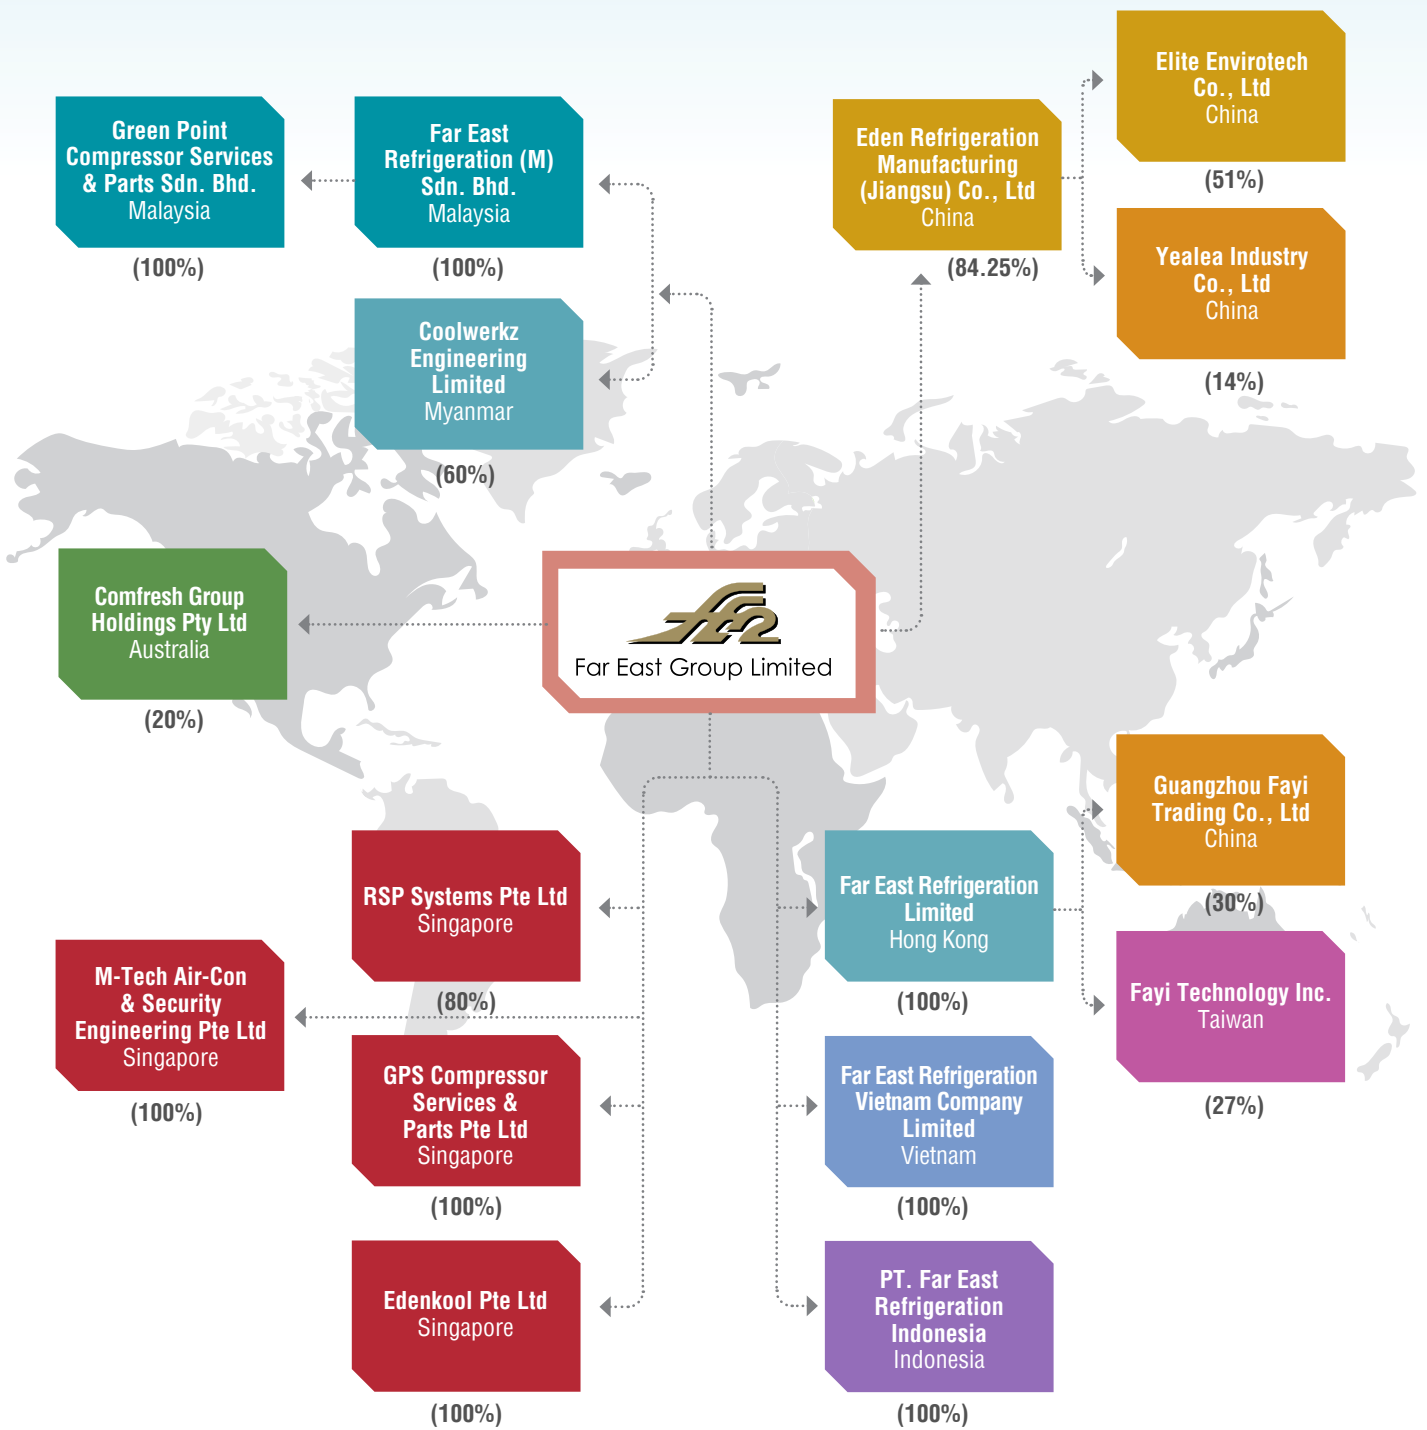 Green Point
Compressor Services
& Parts Sdn. Bhd.
Malaysia
(100%)
Far East
Refrigeration (M)
Sdn. Bhd.
Malaysia
(100%)
Coolwerkz
Engineering
Limited
Myanmar
(60%)
Eden Refrigeration
Manufacturing
(Jiangsu) Co., Ltd
China
(84.25%)
Elite Envirotech
Co., Ltd
China
(51%)
Yealea Industry
Co., Ltd
China
(14%)
Comfresh Group
Holdings Pty Ltd
Australia
(20%)
Far East Group Limited
RSP Systems Pte Ltd
Singapore
(80%)
M-Tech Air-Con
& Security
Engineering Pte Ltd
Singapore
(100%)
GPS Compressor
Services &
Parts Pte Ltd
Singapore
(100%)
Edenkool Pte Ltd
Singapore
(100%)
Far East Refrigeration
Limited
Hong Kong
(100%)
Guangzhou Fayi
Trading Co., Ltd
China
(30%)
Fayi Technology Inc.
Taiwan
(27%)
Far East Refrigeration
Vietnam Company
Limited
Vietnam
(100%)
PT. Far East
Refrigeration
Indonesia
Indonesia
(100%)